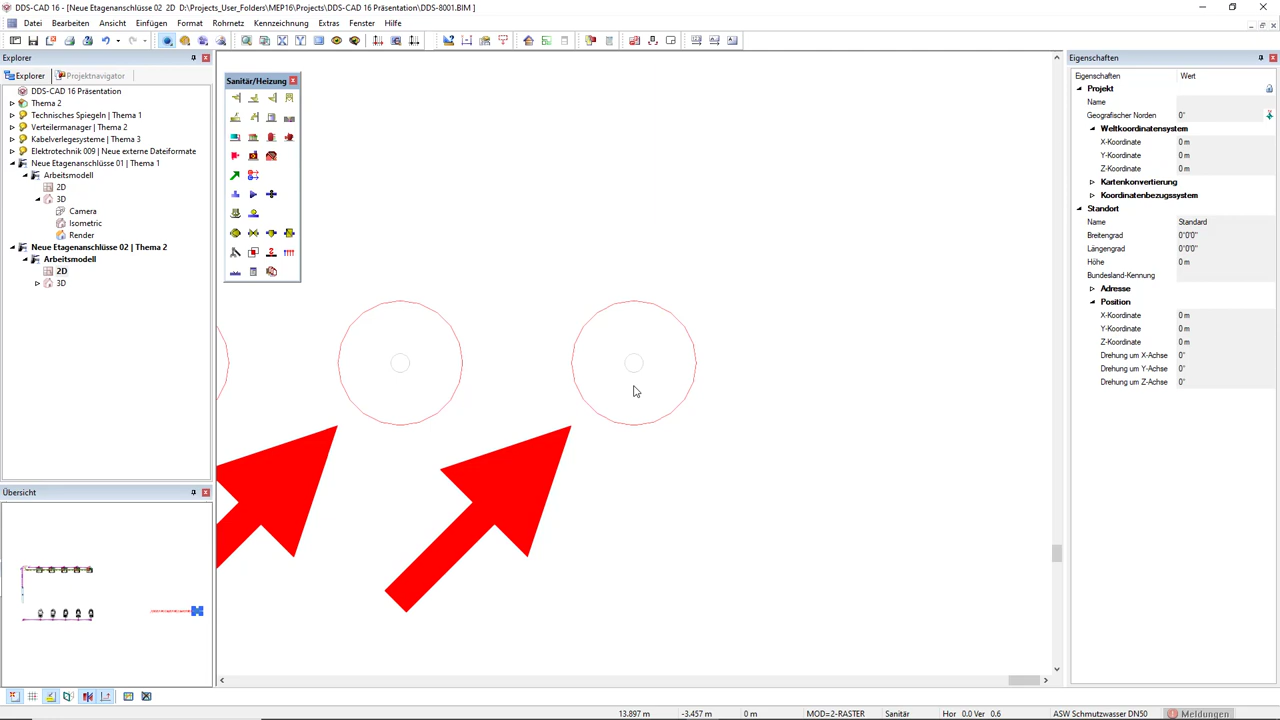 DDS-CAD 16 - [Neue Etagenanschlüsse 02  2D  D:\Projects_User_Folders\MEP16\Projects\DDS-CAD 16 Präsentation\DDS-8001.BIM ]
Datei Bearbeiten Ansicht Einfügen Format Rohrnetz Kennzeichnung Extras Fenster Hilfe
Explorer
Explorer Projektnavigator
DDS-CAD 16 Präsentation
Thema 2
Technisches Spiegeln | Thema 1
Verteilermanager | Thema 2
Kabelverlegesysteme | Thema 3
Elektrotechnik 009 | Neue externe Dateiformate
Neue Etagenanschlüsse 01 | Thema 1
Arbeitsmodell
2D
3D
Camera
Isometric
Render
Neue Etagenanschlüsse 02 | Thema 2
Arbeitsmodell
2D
3D
Übersicht
Sanitär/Heizung
Eigenschaften
Eigenschaften Wert
Projekt
Name
Geografischer Norden 0°
Weltkoordinatensystem
X-Koordinate 0 m
Y-Koordinate 0 m
Z-Koordinate 0 m
Kartenkonvertierung
Koordinatenbezugssystem
Standort
Name Standard
Breitengrad 0°0'0"
Längengrad 0°0'0"
Höhe 0 m
Bundesland-Kennung
Adresse
Position
X-Koordinate 0 m
Y-Koordinate 0 m
Z-Koordinate 0 m
Drehung um X-Achse 0°
Drehung um Y-Achse 0°
Drehung um Z-Achse 0°
13.897 m -3.457 m 0 m MOD=2-RASTER Sanitär Hor 0.0 Ver 0.6 ASW Schmutzwasser DN50 Meldungen